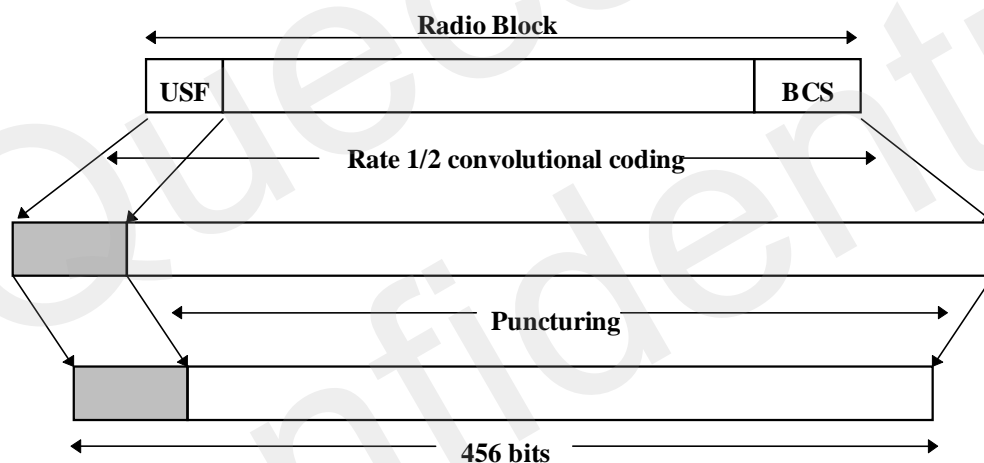 Radio Block
USF
BCS
Rate 1/2 convolutional coding
Puncturing
456 bits